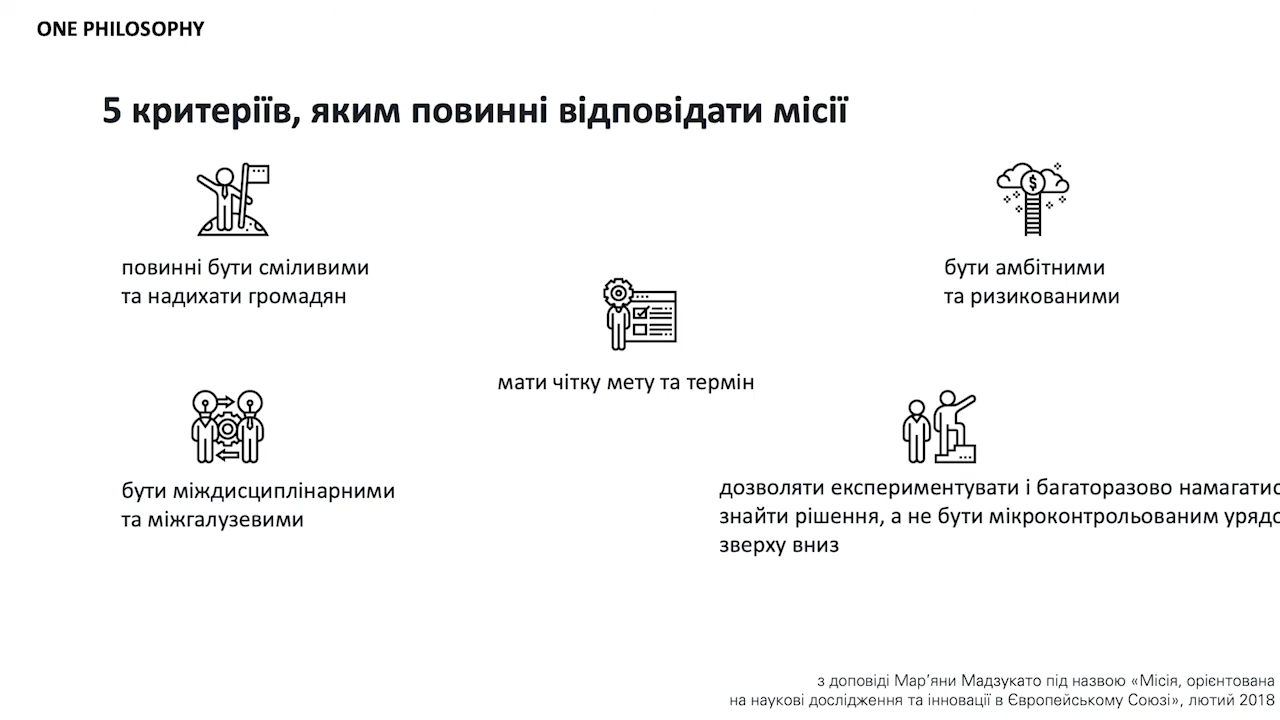 ONE PHILOSOPHY
5 критеріїв, яким повинні відповідати місії
повинні бути сміливими
та надихати громадян
бути амбітними
та ризикованими
мати чітку мету та термін
бути міждисциплінарними
та міжгалузевими
дозволяти експериментувати і багаторазово
знайти рішення, а не бути мікроконтрольованим
зверху вниз
з доповіді Мар’яни Мадзукато під назвою «Місія, орієнтована
на наукові дослідження та інновації в Європейському Союзі», лютий 2018